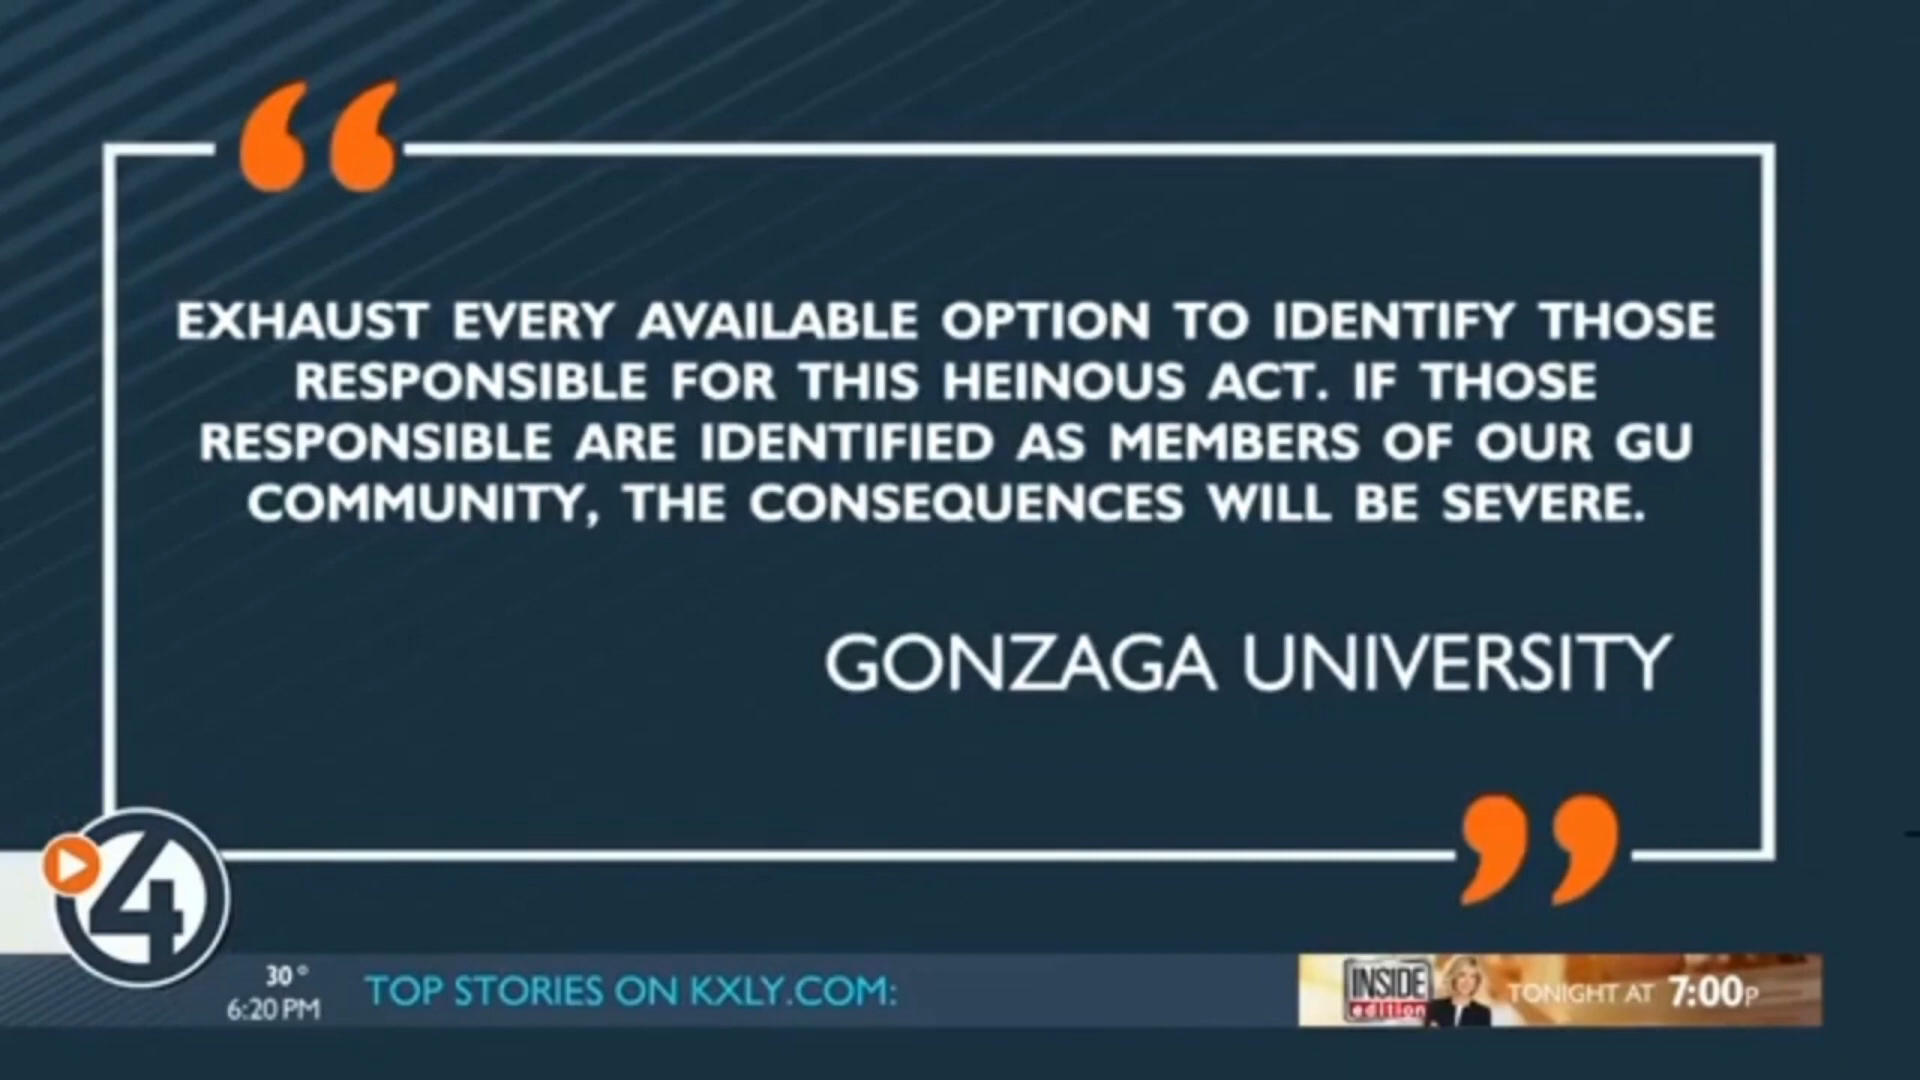 “
EXHAUST EVERY AVAILABLE OPTION TO IDENTIFY THOSE
RESPONSIBLE FOR THIS HEINOUS ACT. IF THOSE
RESPONSIBLE ARE IDENTIFIED AS MEMBERS OF OUR GU
COMMUNITY, THE CONSEQUENCES WILL BE SEVERE.
GONZAGA UNIVERSITY
”
4
30°
6:20 PM
TOP STORIES ON KXLY.COM:
INSIDE
edition
TONIGHT AT 7:00P